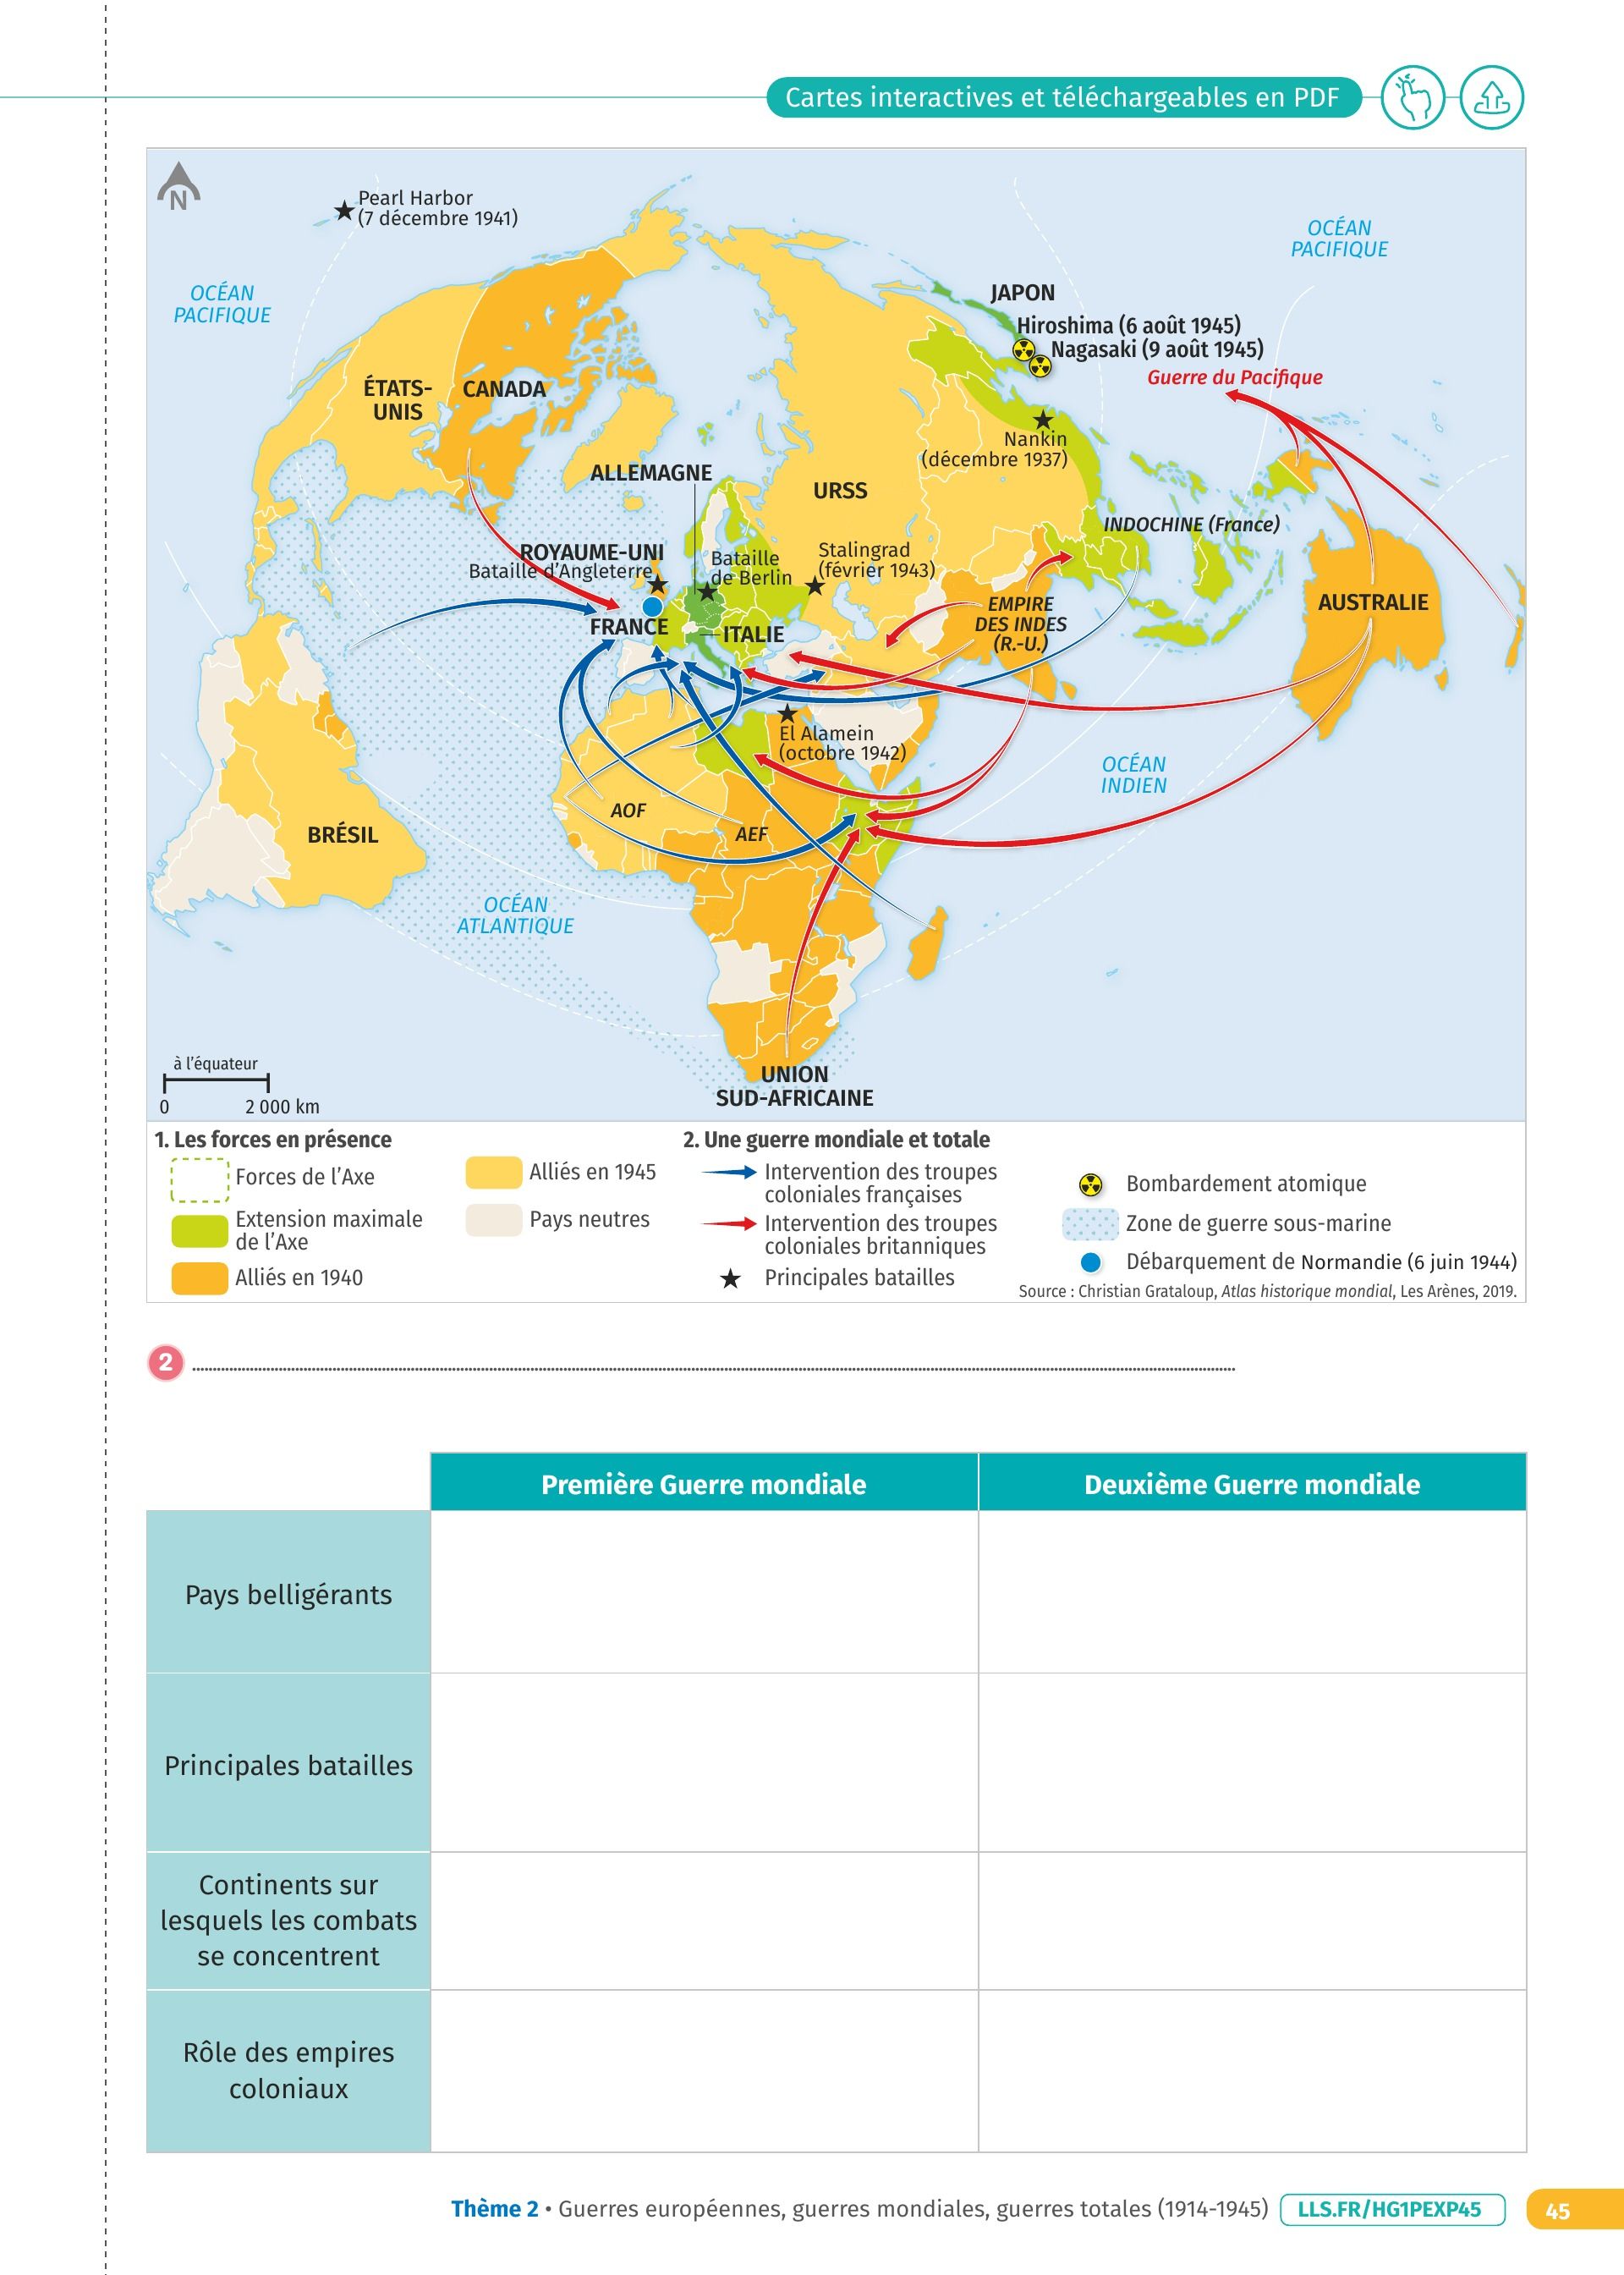 Cartes interactives et téléchargeables en PDF
N
Pearl Harbor
(7 décembre 1941)
OCÉAN
PACIFIQUE
OCÉAN
PACIFIQUE
JAPON
Hiroshima (6 août 1945)
Nagasaki (9 août 1945)
Guerre du Pacifique
ÉTATS-
UNIS
CANADA
Nankin
(décembre 1937)
ALLEMAGNE
URSS
INDOCHINE (France)
ROYAUME-UNI
Bataille d'Angleterre
Bataille
de Berlin
Stalingrad
(février 1943)
EMPIRE
DES INDES
(R.-U.)
AUSTRALIE
FRANCE
ITALIE
El Alamein
(octobre 1942)
OCÉAN
INDIEN
AOF
AEF
BRÉSIL
OCÉAN
ATLANTIQUE
UNION
SUD-AFRICAINE
à l'équateur
0 2 000 km
1. Les forces en présence
Forces de l'Axe
Extension maximale
de l'Axe
Alliés en 1940
Alliés en 1945
Pays neutres
2. Une guerre mondiale et totale
Intervention des troupes
coloniales françaises
Intervention des troupes
coloniales britanniques
Principales batailles
Bombardement atomique
Zone de guerre sous-marine
Débarquement de Normandie (6 juin 1944)
Source : Christian Grataloup, Atlas historique mondial, Les Arènes, 2019.
2
Première Guerre mondiale
Deuxième Guerre mondiale
Pays belligérants
Principales batailles
Continents sur
lesquels les combats
se concentrent
Rôle des empires
coloniaux
Thème 2 • Guerres européennes, guerres mondiales, guerres totales (1914-1945)
LLS.FR/HG1PEXP45
45